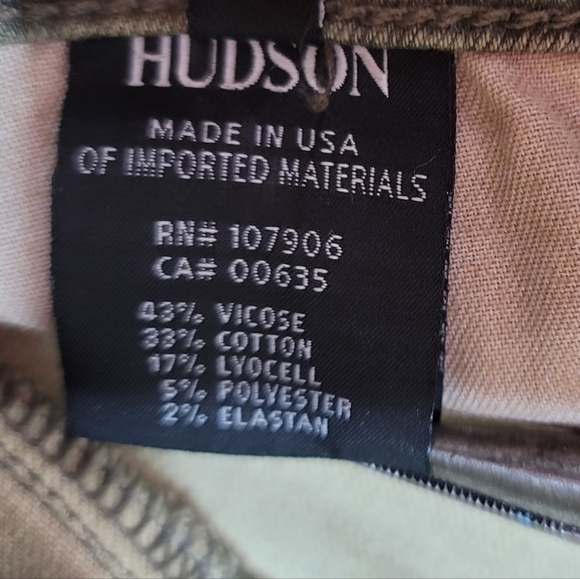 HUDSON
MADE IN USA
OF IMPORTED MATERIALS
RN# 107906
CA# 00635
43% VICOSE
33% COTTON
17% LYOCELL
5% POLYESTER
2% ELASTAN